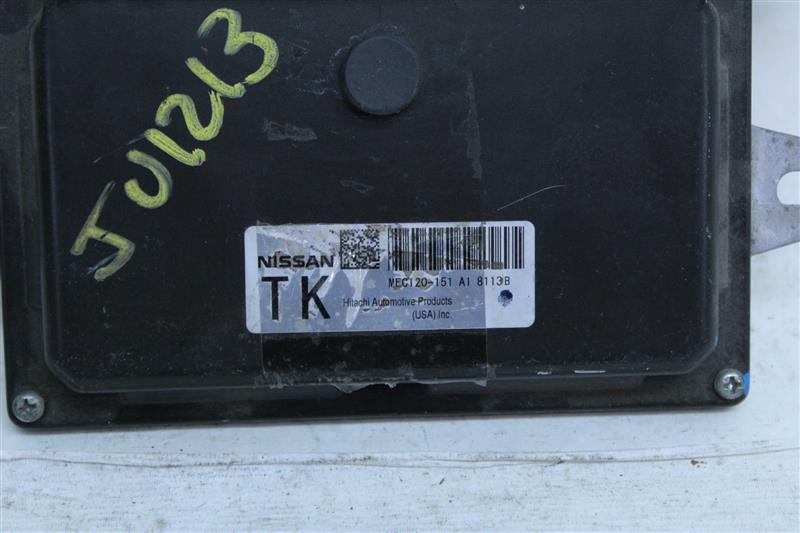 JU1213
NISSAN
MEC120-151 A1 8113B
TK
Hitachi Automotive Products
(USA),Inc.